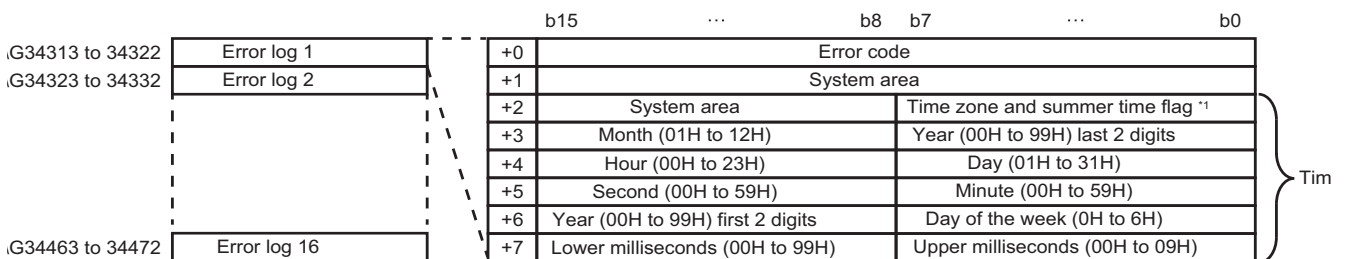 b15 ... b8 b7 ... b0
G34313 to 34322 Error log 1 +0 Error code
G34323 to 34332 Error log 2 +1 System area
+2 System area Time zone and summer time flag *1
+3 Month (01H to 12H) Year (00H to 99H) last 2 digits
+4 Hour (00H to 23H) Day (01H to 31H)
+5 Second (00H to 59H) Minute (00H to 59H)
Tim
+6 Year (00H to 99H) first 2 digits Day of the week (0H to 6H)
G34463 to 34472 Error log 16 +7 Lower milliseconds (00H to 99H) Upper milliseconds (00H to 09H)